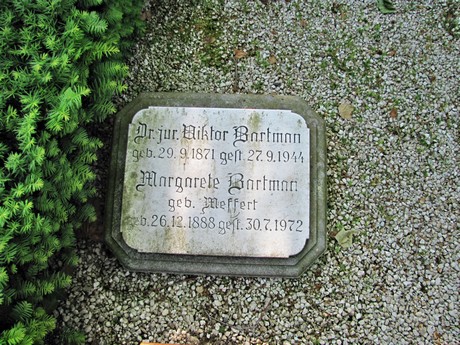 Dr. jur. Viktor Bartman
geb. 29.9.1871 gest. 27.9.1944
Margarete Bartman
geb. Meffert
geb. 26.12.1888 gest. 30.7.1972